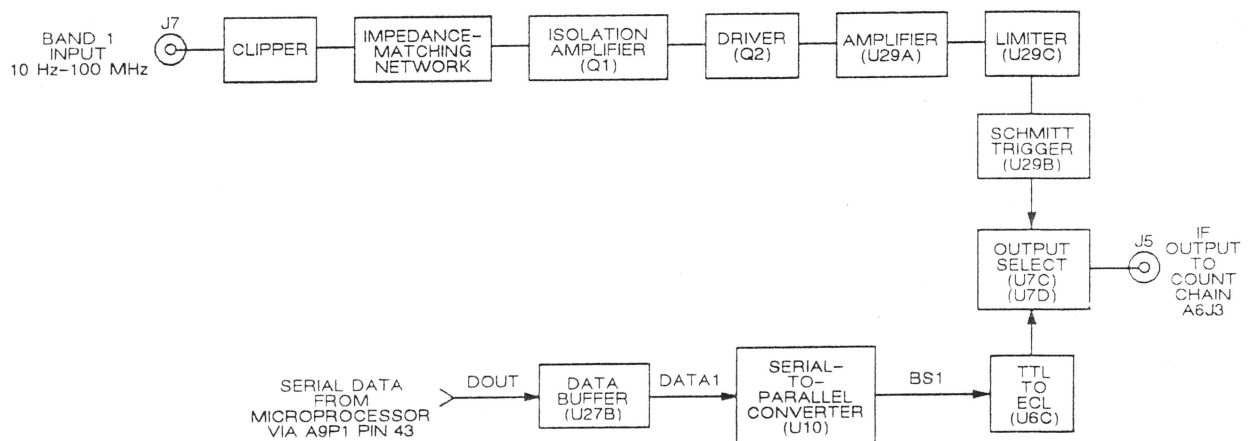 J7
BAND 1
INPUT
10 Hz-100 MHz
CLIPPER
IMPEDANCE-
MATCHING
NETWORK
ISOLATION
AMPLIFIER
(Q1)
DRIVER
(Q2)
AMPLIFIER
(U29A)
LIMITER
(U29C)
SCHMITT
TRIGGER
(U29B)
OUTPUT
SELECT
(U7C)
(U7D)
J5
IF
OUTPUT
TO
COUNT
CHAIN
A6J3
SERIAL DATA
FROM
MICROPROCESSOR
VIA A9P1 PIN 43
DOUT
DATA
BUFFER
(U27B)
DATA1
SERIAL-
TO-
PARALLEL
CONVERTER
(U10)
BS1
TTL
TO
ECL
(U6C)